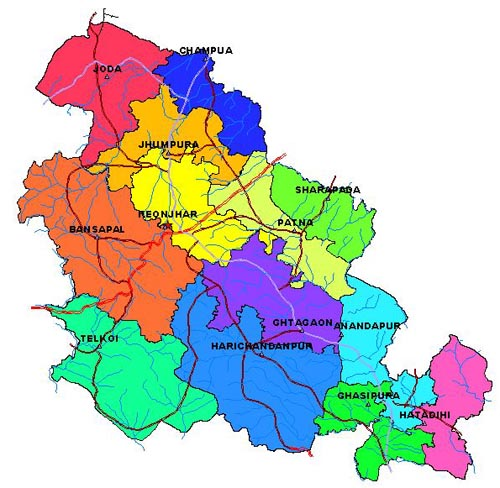 CHAMPUA
JODA
JHUMPURA
SHARAPADA
KEONJHAR
PATNA
BANSAPAL
GHTAGAON
ANANDAPUR
TELKOI
HARICHANDANPUR
GHASIPURA
HATADIHI